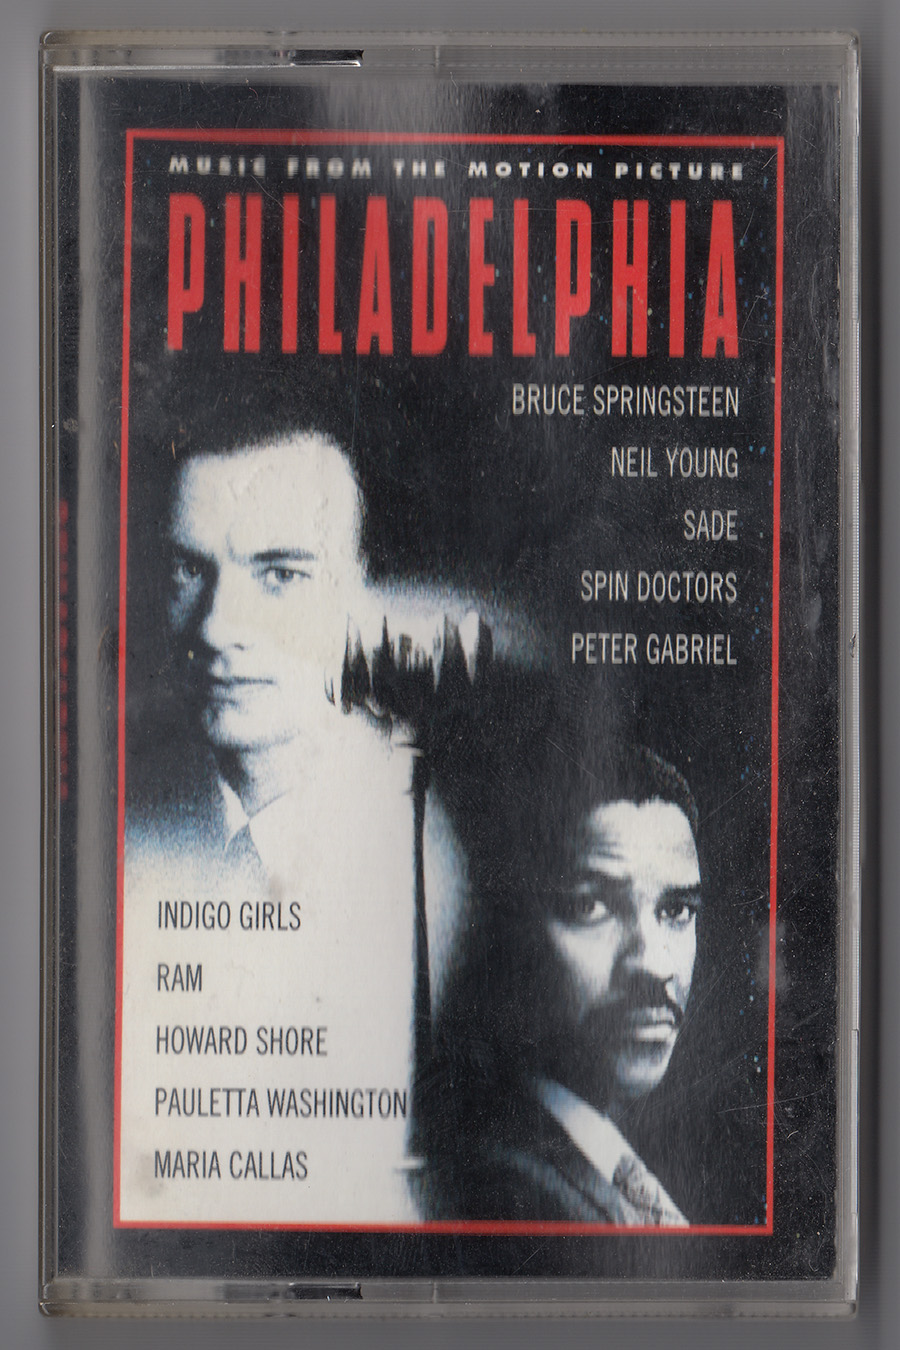 MUSIC FROM THE MOTION PICTURE
PHILADELPHIA
BRUCE SPRINGSTEEN
NEIL YOUNG
SADE
SPIN DOCTORS
PETER GABRIEL
INDIGO GIRLS
RAM
HOWARD SHORE
PAULETTA WASHINGTON
MARIA CALLAS